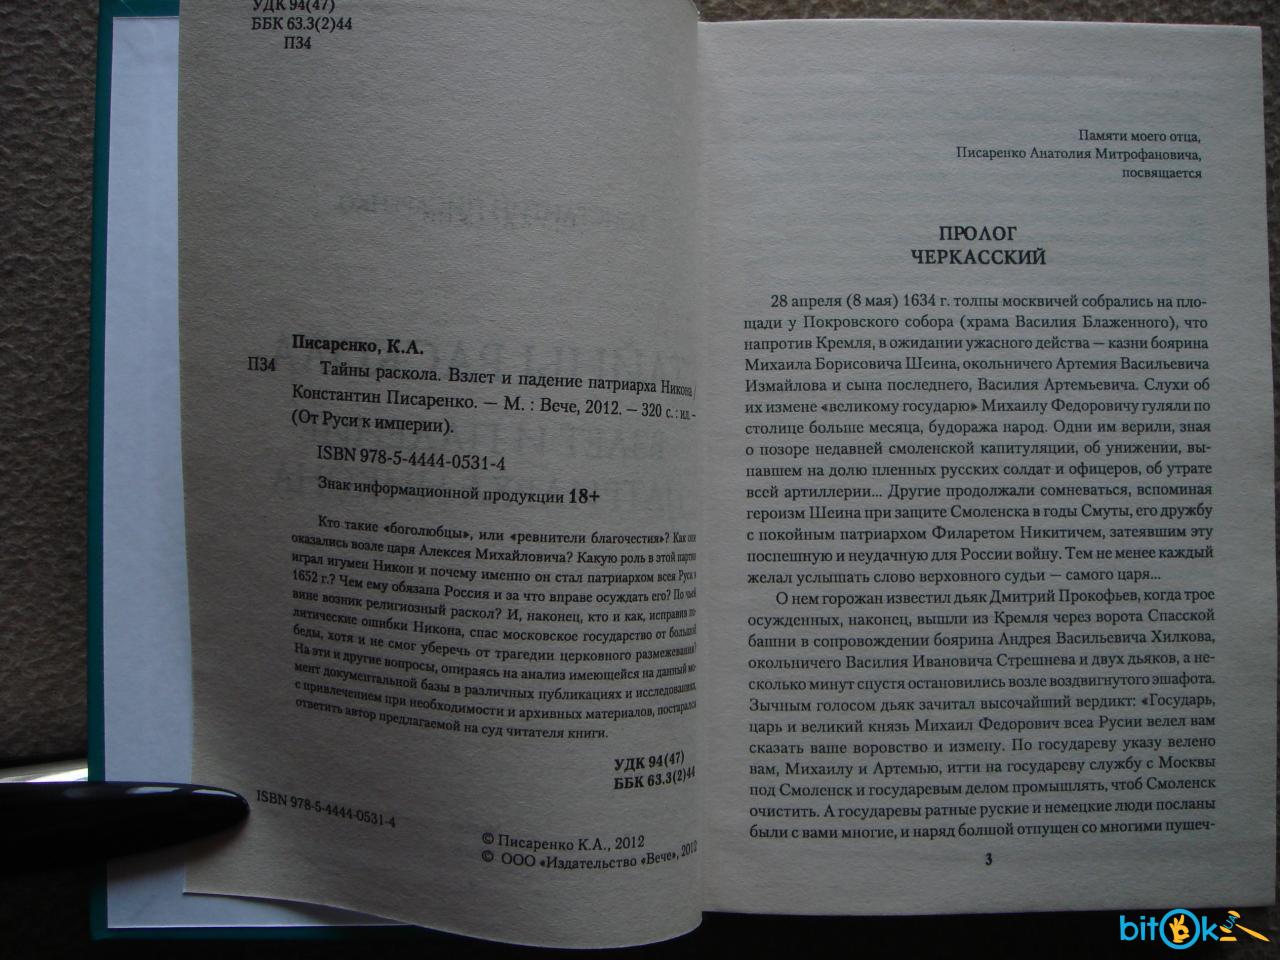 УДК 94(47)
ББК 63.3(2)44
П34
Писаренко, К.А.
П34 Тайны раскола. Взлет и падение патриарха Никона /
Константин Писаренко. — М. : Вече, 2012. — 320 с. : ил. -
(От Руси к империи).
ISBN 978-5-4444-0531-4
Знак информационной продукции 18+
Кто такие «боголюбцы», или «ревнители благочестия»? Как они
оказались возле царя Алексея Михайловича? Какую роль в этой партии
играл игумен Никон и почему именно он стал патриархом всея Руси в
1652 г.? Чем ему обязана Россия и за что вправе осуждать его? По чьей
вине возник религиозный раскол? И, наконец, кто и как, исправив по-
литические ошибки Никона, спас московское государство от большой
беды, хотя и не смог уберечь от трагедии церковного размежевания?
На эти и другие вопросы, опираясь на анализ имеющейся на данный мо-
мент документальной базы в различных публикациях и исследованиях,
с привлечением при необходимости и архивных материалов, постарался
ответить автор предлагаемой на суд читателя книги.
УДК 94(47)
ББК 63.3(2)44
ISBN 978-5-4444-0531-4
© Писаренко К.А., 2012
© ООО «Издательство «Вече», 2012
Памяти моего отца,
Писаренко Анатолия Митрофановича,
посвящается
ПРОЛОГ
ЧЕРКАССКИЙ
28 апреля (8 мая) 1634 г. толпы москвичей собрались на пло-
щади у Покровского собора (храма Василия Блаженного), что
напротив Кремля, в ожидании ужасного действа — казни боярина
Михаила Борисовича Шеина, окольничего Артемия Васильевича
Измайлова и сына последнего, Василия Артемьевича. Слухи об
их измене «великому государю» Михаилу Федоровичу гуляли по
столице больше месяца, будоража народ. Одни им верили, зная
о позоре недавней смоленской капитуляции, об унижении, вы-
павшем на долю пленных русских солдат и офицеров, об утрате
всей артиллерии... Другие продолжали сомневаться, вспоминая
героизм Шеина при защите Смоленска в годы Смуты, его дружбу
с покойным патриархом Филаретом Никитичем, затеявшим эту
поспешную и неудачную для России войну. Тем не менее каждый
желал услышать слово верховного судьи — самого царя...
О нем горожан известил дьяк Дмитрий Прокофьев, когда трое
осужденных, наконец, вышли из Кремля через ворота Спасской
башни в сопровождении боярина Андрея Васильевича Хилкова,
окольничего Василия Ивановича Стрешнева и двух дьяков, а не-
сколько минут спустя остановились возле воздвигнутого эшафота.
Зычным голосом дьяк зачитал высочайший вердикт: «Государь,
царь и великий князь Михаил Федорович всеа Русии велел вам
сказать ваше воровство и измену. По государеву указу велено
вам, Михаилу и Артемью, итти на государеву службу с Москвы
под Смоленск и государевым делом промышлять, чтоб Смоленск
очистить. А государевы ратные руские и немецкие люди посланы
были с вами многие, и наряд болшой отпущен со многими пушеч-
3
bitOk
UA